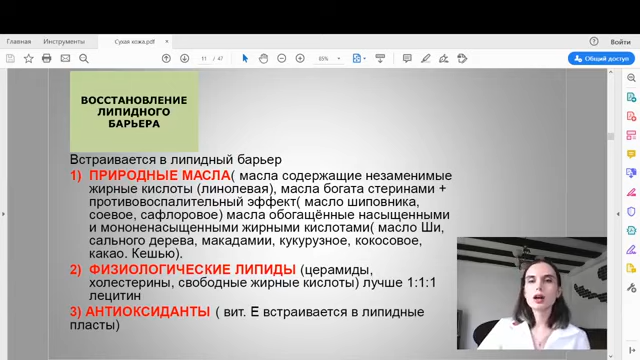 Главная Инструменты Сухая кожа.pdf × Войти
11 / 47 65% Общий доступ
ВОССТАНОВЛЕНИЕ
ЛИПИДНОГО
БАРЬЕРА
Встраивается в липидный барьер
1) ПРИРОДНЫЕ МАСЛА( масла содержащие незаменимые
жирные кислоты (линолевая), масла богата стеринами +
противовоспалительный эффект( масло шиповника,
соевое, сафлоровое) масла обогащённые насыщенными
и мононенасыщенными жирными кислотами( масло Ши,
сального дерева, макадамии, кукурузное, кокосовое,
какао. Кешью).
2) ФИЗИОЛОГИЧЕСКИЕ ЛИПИДЫ (церамиды,
холестерины, свободные жирные кислоты) лучше 1:1:1
лецитин
3) АНТИОКСИДАНТЫ ( вит. Е встраивается в липидные
пласты)